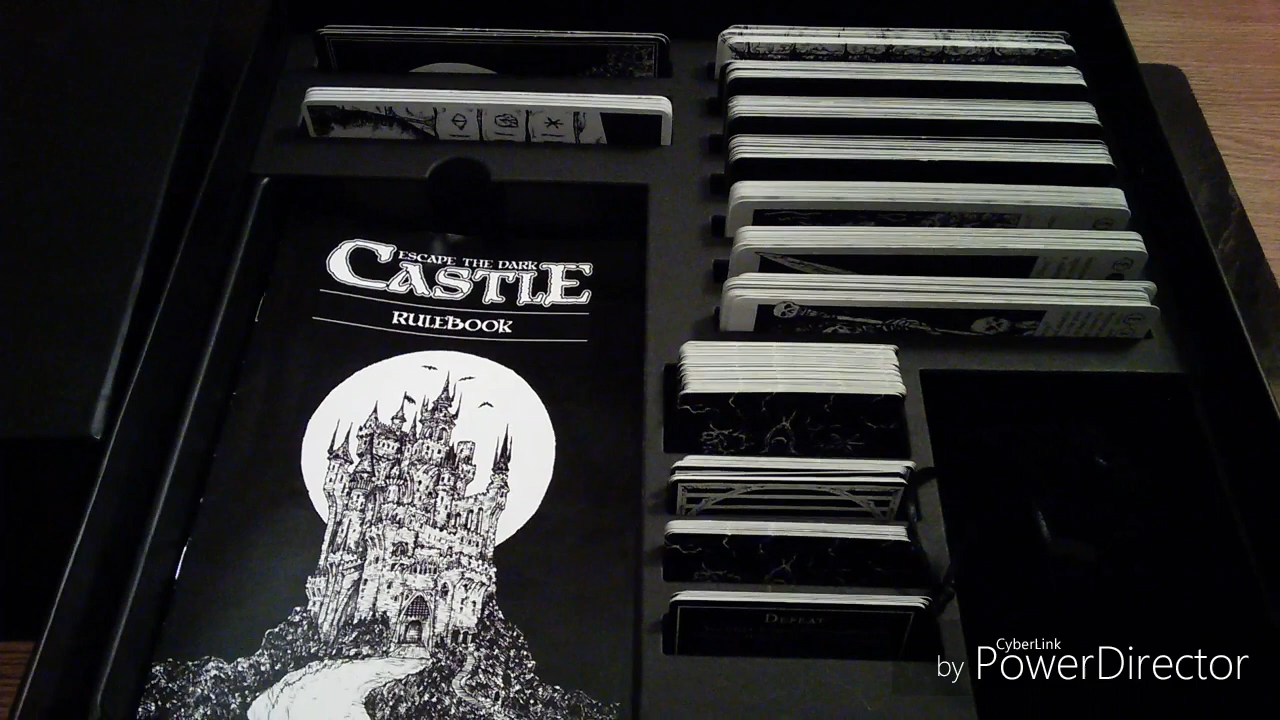 ESCAPE THE DARK
CASTLE
RULEBOOK
DEFEAT
CyberLink
by PowerDirector